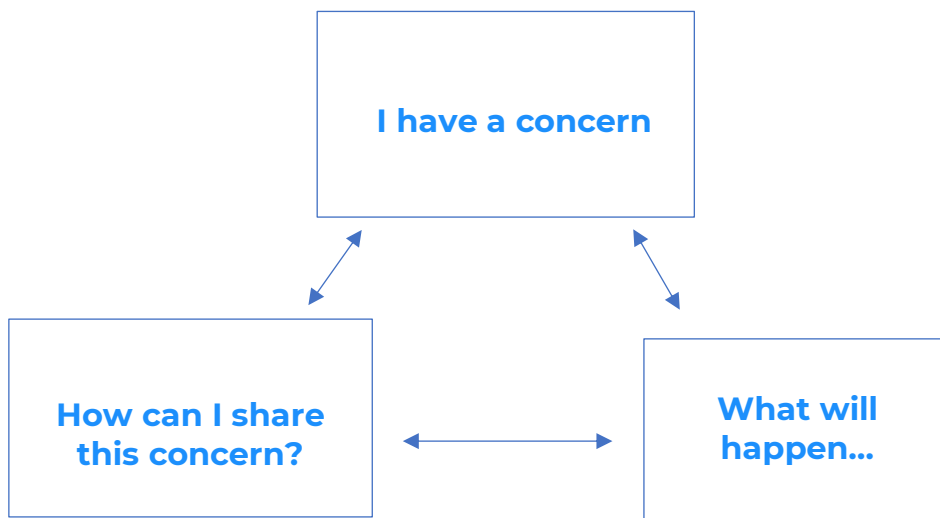 I have a concern
How can I share
this concern?
What will
happen...